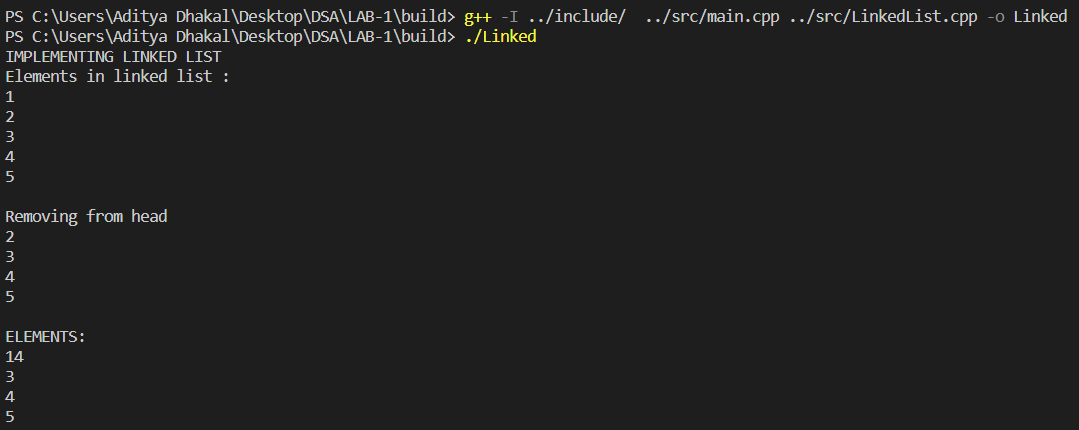 PS C:\Users\Aditya Dhakal\Desktop\DSA\LAB-1\build> g++ -I ../include/  ../src/main.cpp ../src/LinkedList.cpp -o Linked
PS C:\Users\Aditya Dhakal\Desktop\DSA\LAB-1\build> ./Linked
IMPLEMENTING LINKED LIST
Elements in linked list :
1
2
3
4
5

Removing from head
2
3
4
5

ELEMENTS:
14
3
4
5